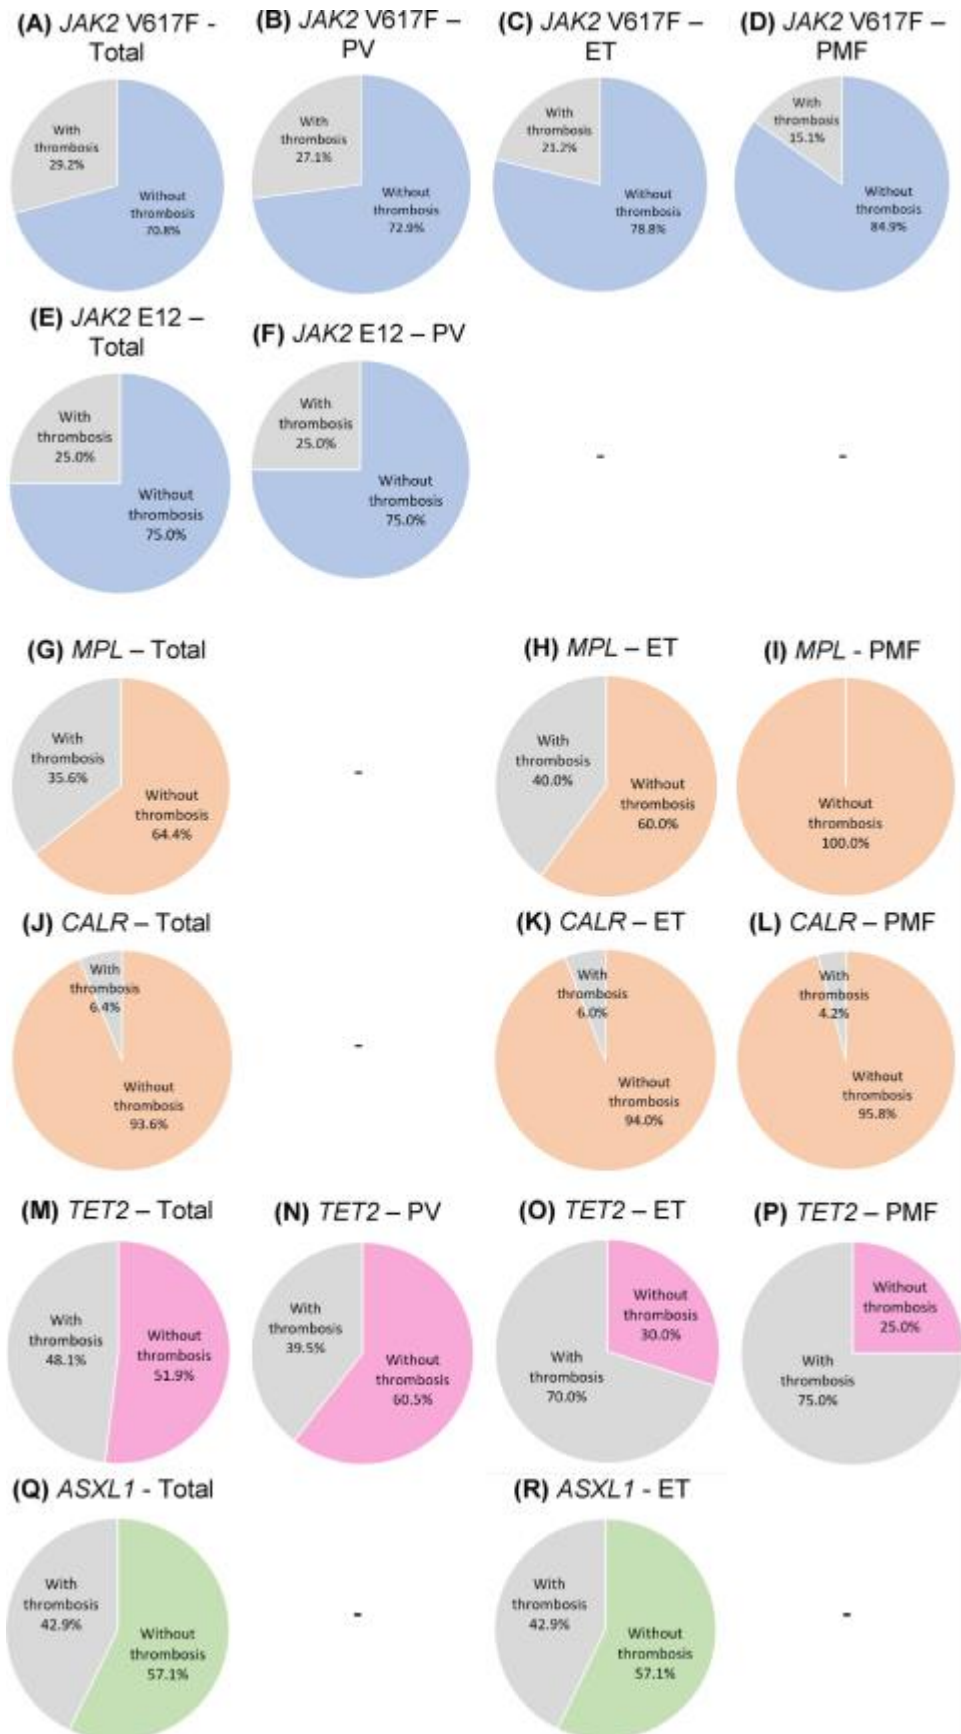 (A) JAK2 V617F -
Total
(B) JAK2 V617F –
PV
(C) JAK2 V617F –
ET
(D) JAK2 V617F –
PMF
With
thrombosis
29.2%
Without
thrombosis
70.8%
With
thrombosis
27.1%
Without
thrombosis
72.9%
With
thrombosis
21.2%
Without
thrombosis
78.8%
With
thrombosis
15.1%
Without
thrombosis
84.9%
(E) JAK2 E12 –
Total
(F) JAK2 E12 – PV
With
thrombosis
25.0%
Without
thrombosis
75.0%
With
thrombosis
25.0%
Without
thrombosis
75.0%
-
-
(G) MPL – Total
(H) MPL – ET
(I) MPL - PMF
With
thrombosis
35.6%
Without
thrombosis
64.4%
-
With
thrombosis
40.0%
Without
thrombosis
60.0%
Without
thrombosis
100.0%
(J) CALR – Total
(K) CALR – ET
(L) CALR – PMF
With
thrombosis
6.4%
Without
thrombosis
93.6%
-
With
thrombosis
6.0%
Without
thrombosis
94.0%
With
thrombosis
4.2%
Without
thrombosis
95.8%
(M) TET2 – Total
(N) TET2 – PV
(O) TET2 – ET
(P) TET2 – PMF
With
thrombosis
48.1%
Without
thrombosis
51.9%
With
thrombosis
39.5%
Without
thrombosis
60.5%
Without
thrombosis
30.0%
With
thrombosis
70.0%
Without
thrombosis
25.0%
With
thrombosis
75.0%
(Q) ASXL1 - Total
(R) ASXL1 - ET
With
thrombosis
42.9%
Without
thrombosis
57.1%
-
With
thrombosis
42.9%
Without
thrombosis
57.1%
-